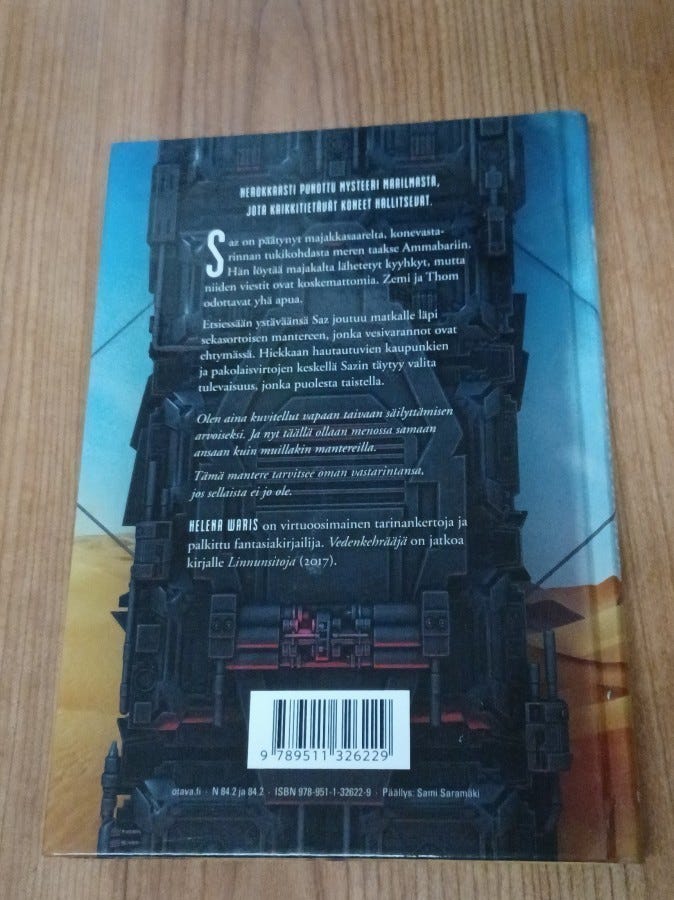 NEROKKAASTI PUNOTTU MYSTEERI MAAILMASTA,
JOTA KAIKKITIETÄVÄT KONEET HALLITSEVAT.
Saz on päätynyt majakkasaarelta, konevasta-
rinnan tukikohdasta meren taakse Ammabariin.
Hän löytää majakalta lähetetyt kyyhkyt, mutta
niiden viestit ovat koskemattomia. Zemi ja Thom
odottavat yhä apua.
Etsiessään ystäväänsä Saz joutuu matkalle läpi
sekasortoisen mantereen, jonka vesivarannot ovat
ehtymässä. Hiekkaan hautautuvien kaupunkien
ja pakolaisvirtojen keskellä Sazin täytyy valita
tulevaisuus, jonka puolesta taistella.
Olen aina kuvitellut vapaan taivaan säilyttämisen
arvoiseksi. Ja nyt täällä ollaan menossa samaan
ansaan kuin muillakin mantereilla.
Tämä mantere tarvitsee oman vastarintansa,
jos sellaista ei jo ole.
HELENA WARIS on virtuoosimainen tarinankertoja ja
palkittu fantasiakirjailija. Vedenkehrääjä on jatkoa
kirjalle Linnunsitoja (2017).
9 789511 326229
otava.fi · N 84.2 ja 84.2 · ISBN 978-951-1-32622-9 · Päällys: Sami Saramäki